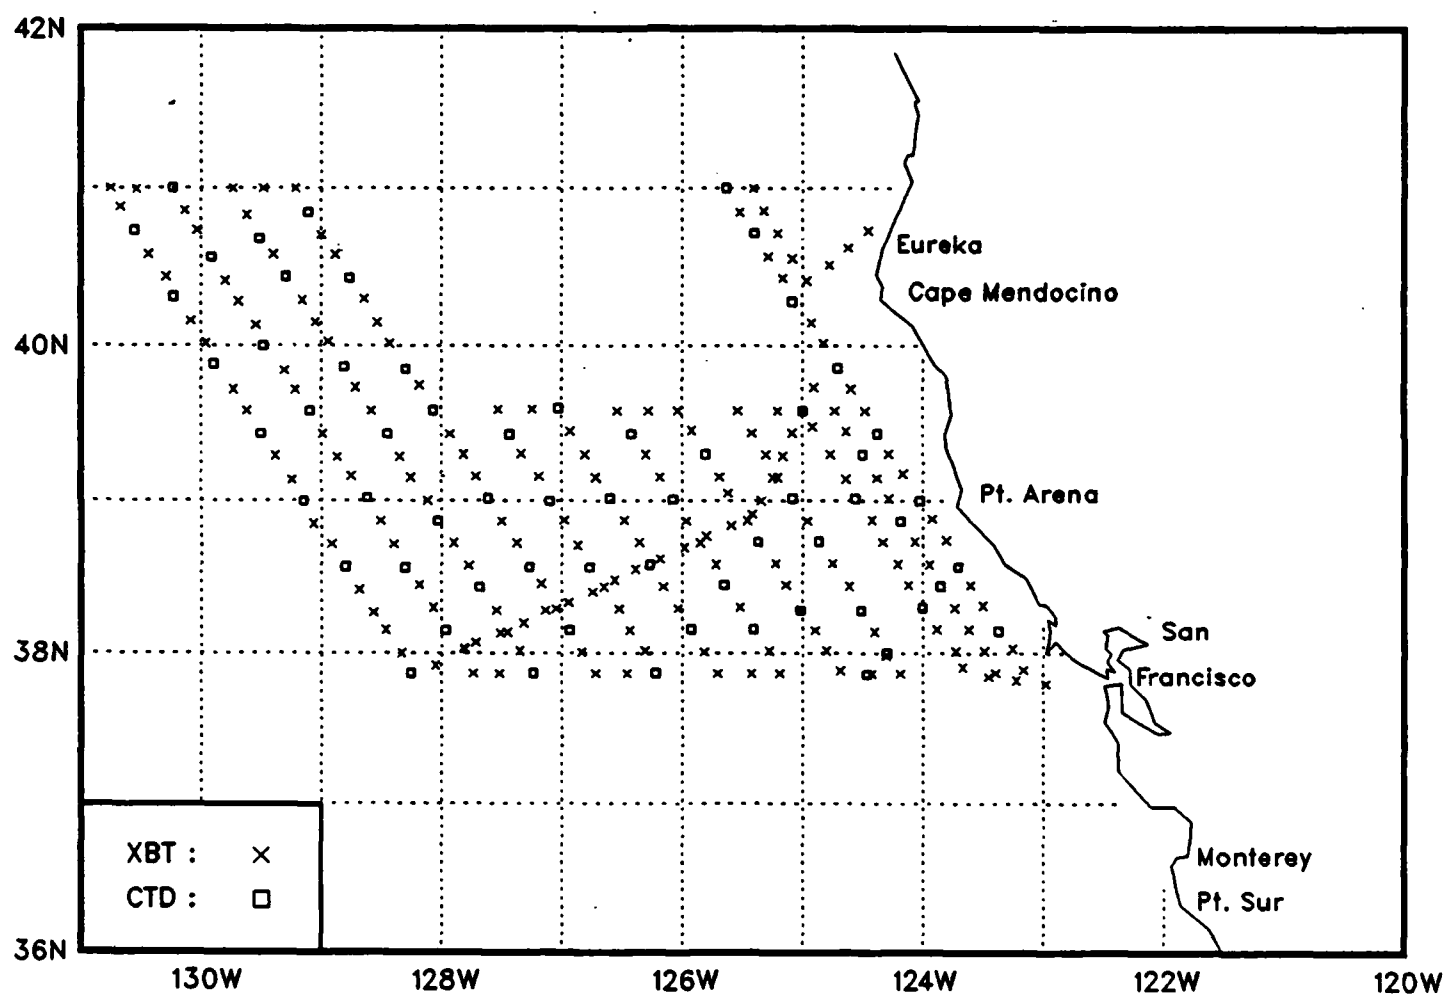 42N
Eureka
Cape Mendocino
40N
Pt. Arena
San
38N
Francisco
XBT : ×
Monterey
CTD : □
Pt. Sur
36N
130W 128W 126W 124W 122W 120W